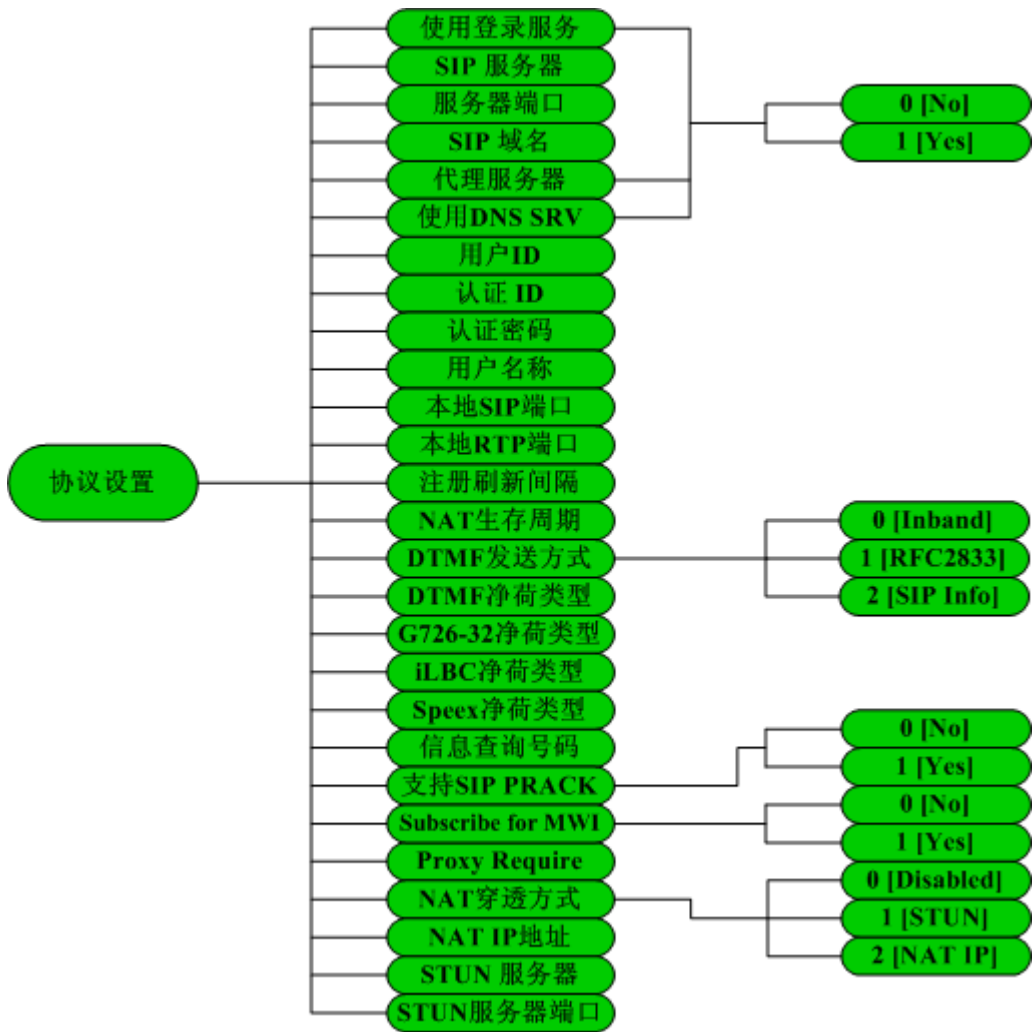 协议设置
使用登录服务
SIP 服务器
服务器端口
SIP 域名
代理服务器
使用DNS SRV
用户ID
认证 ID
认证密码
用户名称
本地SIP端口
本地RTP端口
注册刷新间隔
NAT生存周期
DTMF发送方式
DTMF净荷类型
G726-32净荷类型
iLBC净荷类型
Speex净荷类型
信息查询号码
支持SIP PRACK
Subscribe for MWI
Proxy Require
NAT穿透方式
NAT IP地址
STUN 服务器
STUN服务器端口
0 [No]
1 [Yes]
0 [Inband]
1 [RFC2833]
2 [SIP Info]
0 [No]
1 [Yes]
0 [No]
1 [Yes]
0 [Disabled]
1 [STUN]
2 [NAT IP]